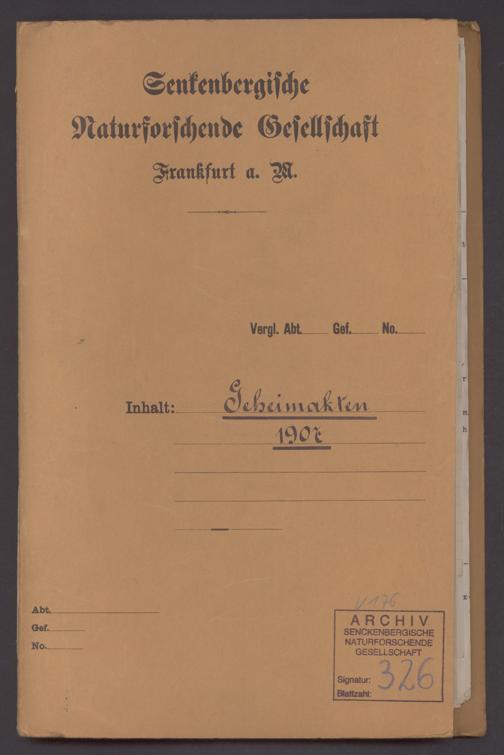 Senkenbergische
Naturforschende Gesellschaft
Frankfurt a. M.
Vergl. Abt. Gef. No.
Inhalt: Geheimakten
1907
Abt.
Gef.
No.
V 176
ARCHIV
SENCKENBERGISCHE
NATURFORSCHENDE
GESELLSCHAFT
Signatur: 326
Blattzahl: